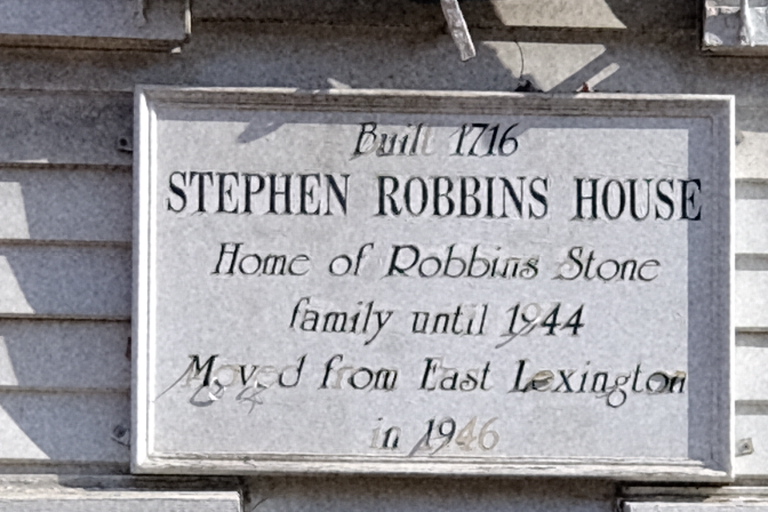 Built 1716
STEPHEN ROBBINS HOUSE
Home of Robbins Stone
family until 1944
Moved from East Lexington
in 1946